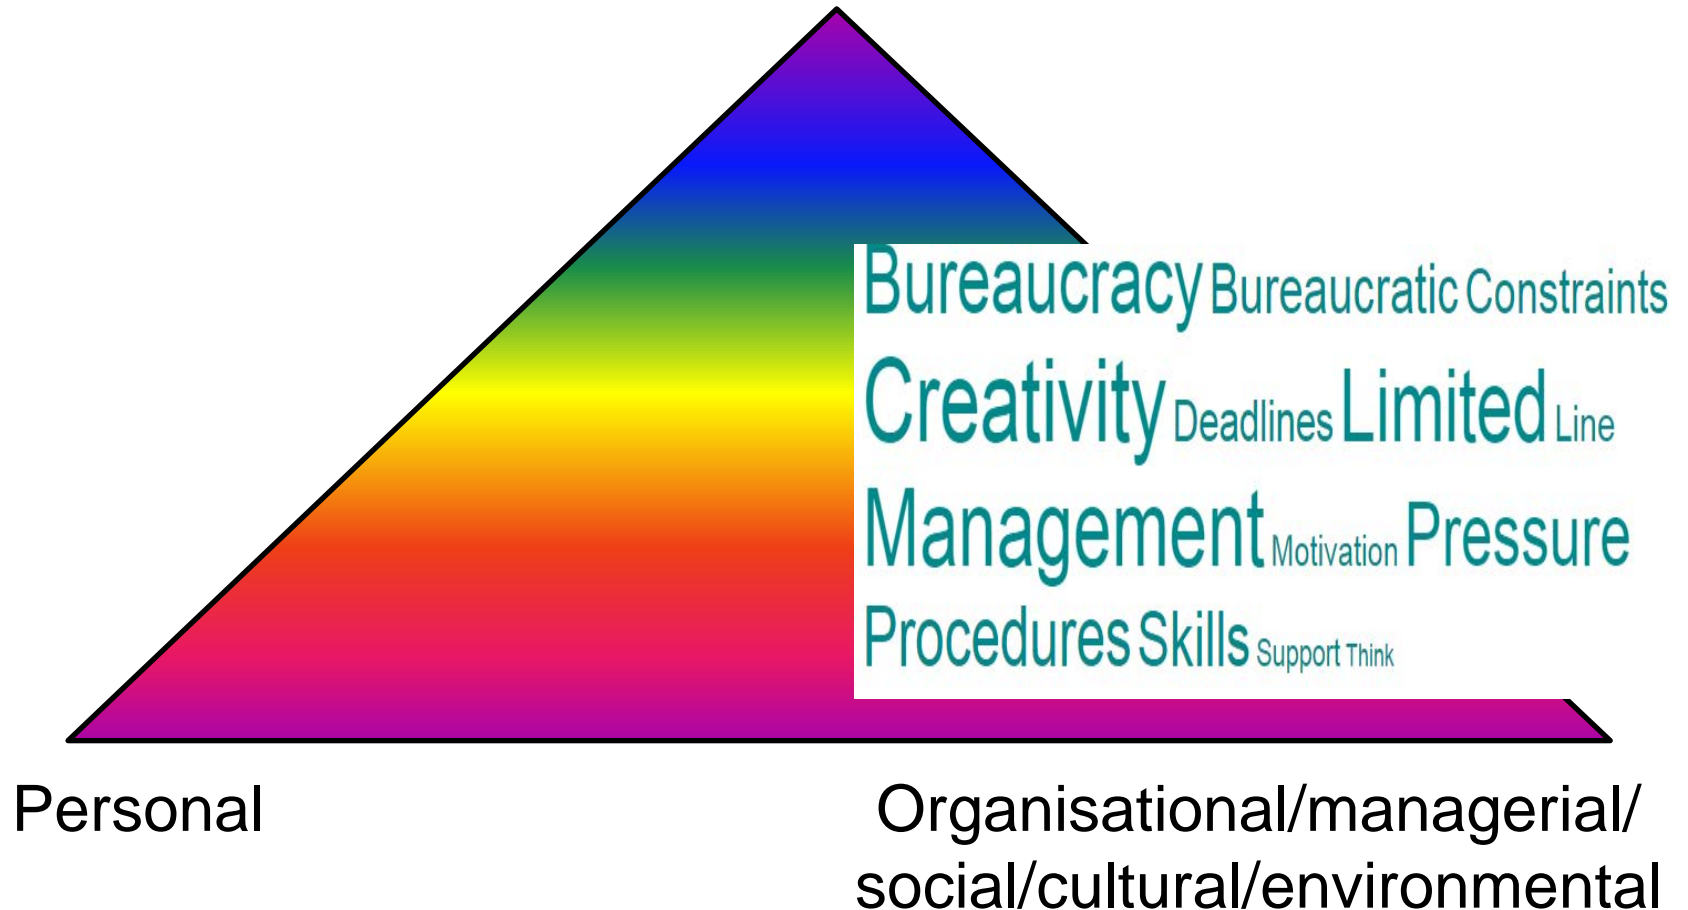 Bureaucracy Bureaucratic Constraints
Creativity Deadlines Limited Line
Management Motivation Pressure
Procedures Skills Support Think
Personal
Organisational/managerial/
social/cultural/environmental